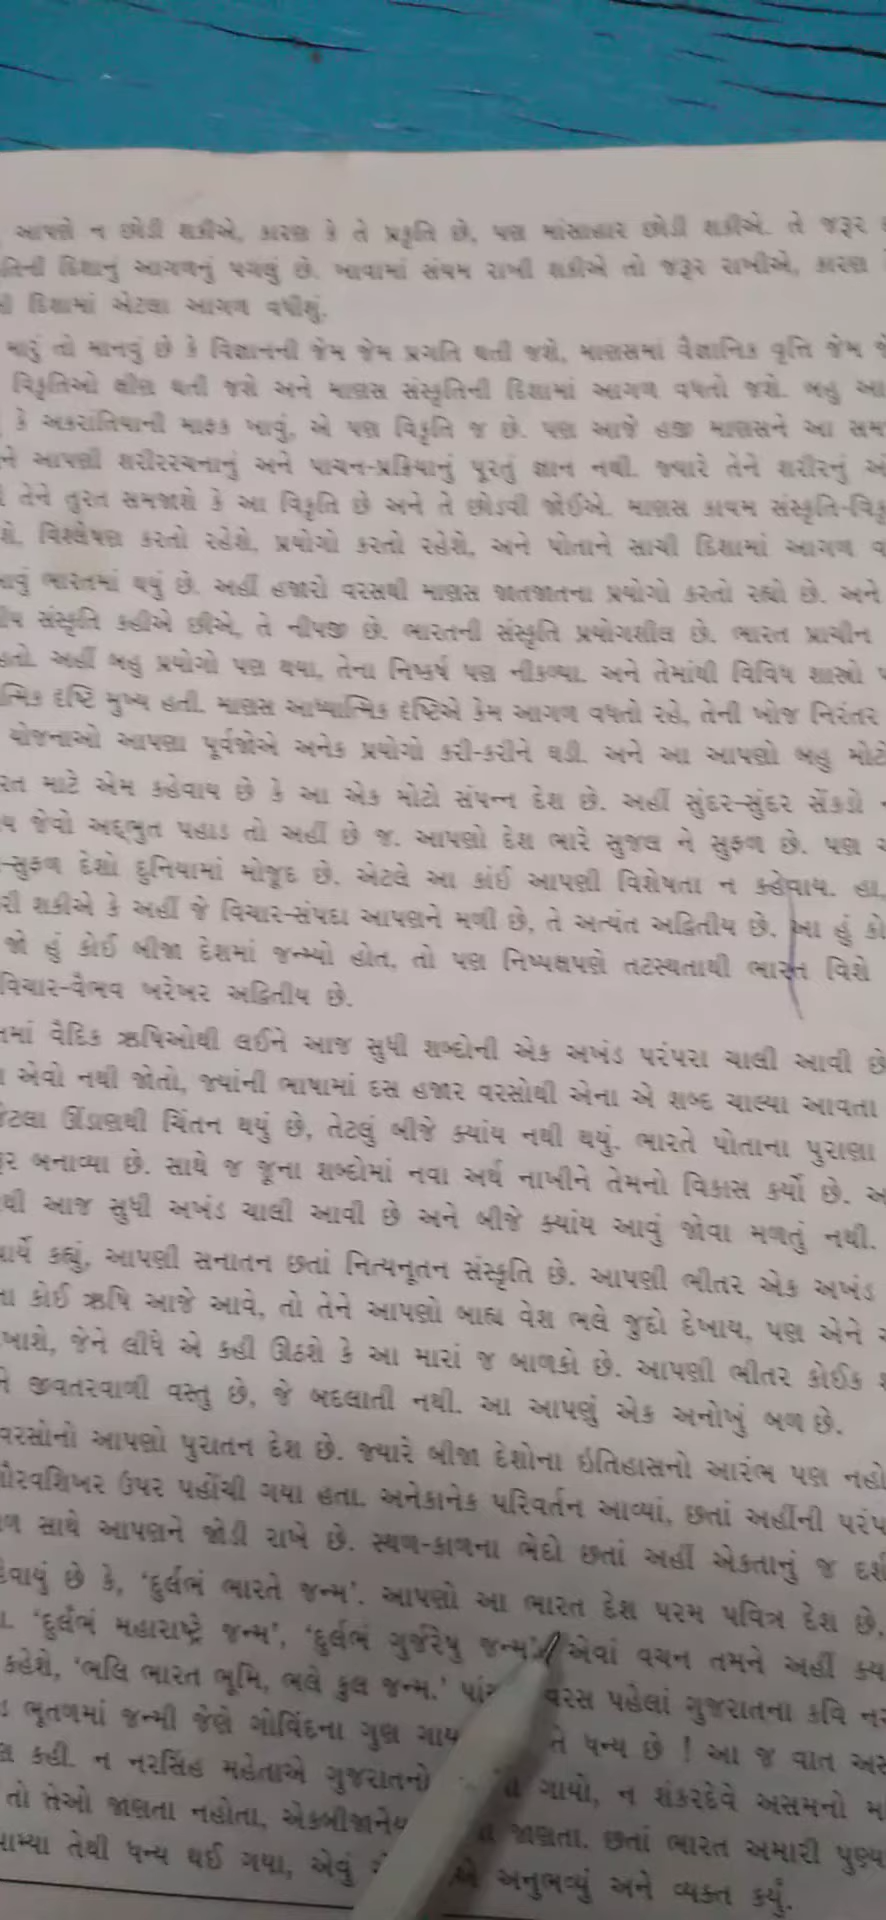 આપણે ન છોડી શકીએ, કારણ કે તે પ્રકૃતિ છે, પણ માંસાહાર છોડી શકીએ. તે જરૂર
તિની દિશાનું આગળનું પગલું છે. ખાવામાં સંયમ રાખી શકીએ તો જરૂર રાખીએ, કારણ
ી દિશામાં એટલા આગળ વધીશું.
મારું તો માનવું છે કે વિજ્ઞાનની જેમ જેમ પ્રગતિ થતી જશે, માણસમાં વૈજ્ઞાનિક વૃત્તિ જેમ
વિકૃતિઓ ક્ષીણ થતી જશે અને માણસ સંસ્કૃતિની દિશામાં આગળ વધતો જશે. બહુ આ
કે અકરાંતિયાની માફક ખાવું, એ પણ વિકૃતિ જ છે. પણ આજે હજી માણસને આ સમ
ને આપણી શરીરરચનાનું અને પાચન-પ્રક્રિયાનું પૂરતું જ્ઞાન નથી. જ્યારે તેને શરીરનું
તેને તુરત સમજાશે કે આ વિકૃતિ છે અને તે છોડવી જોઈએ. માણસ કાયમ સંસ્કૃતિ-વિકૃ
શે, વિશ્લેષણ કરતો રહેશે, પ્રયોગો કરતો રહેશે, અને પોતાને સાચી દિશામાં આગળ વ
આવું ભારતમાં થયું છે. અહીં હજારો વરસથી માણસ જાતજાતના પ્રયોગો કરતો રહ્યો છે. અને
ીય સંસ્કૃતિ કહીએ છીએ, તે નીપજી છે. ભારતની સંસ્કૃતિ પ્રયોગશીલ છે. ભારત પ્રાચીન
હતો. અહીં બહુ પ્રયોગો પણ થયા, તેના નિષ્કર્ષ પણ નીકળ્યા. અને તેમાંથી વિવિધ શાસ્ત્રો
ત્મિક દૃષ્ટિ મુખ્ય હતી. માણસ આધ્યાત્મિક દૃષ્ટિએ કેમ આગળ વધતો રહે, તેની ખોજ નિરંતર
યોજનાઓ આપણા પૂર્વજોએ અનેક પ્રયોગો કરી-કરીને ઘડી. અને આ આપણો બહુ મોટો
રત માટે એમ કહેવાય છે કે આ એક મોટો સંપન્ન દેશ છે. અહીં સુંદર-સુંદર સેંકડો
ય જેવો અદ્ભુત પહાડ તો અહીં છે જ. આપણો દેશ ભારે સુજલ ને સુફળ છે. પણ
-સુફળ દેશો દુનિયામાં મોજૂદ છે. એટલે આ કાંઈ આપણી વિશેષતા ન કહેવાય. હા,
રી શકીએ કે અહીં જે વિચાર-સંપદા આપણને મળી છે, તે અત્યંત અદ્વિતીય છે. આ હું કો
જો હું કોઈ બીજા દેશમાં જન્મ્યો હોત, તો પણ નિષ્પક્ષપણે તટસ્થતાથી ભારત વિશે
વિચાર-વૈભવ ખરેખર અદ્વિતીય છે.
તમાં વૈદિક ઋષિઓથી લઈને આજ સુધી શબ્દોની એક અખંડ પરંપરા ચાલી આવી છે
એવો નથી જોતો, જ્યાંની ભાષામાં દસ હજાર વરસોથી એના એ શબ્દ ચાલ્યા આવતા
જેટલા ઊંડાણથી ચિંતન થયું છે, તેટલું બીજે ક્યાંય નથી થયું. ભારતે પોતાના પુરાણા
ર બનાવ્યા છે. સાથે જ જૂના શબ્દોમાં નવા અર્થ નાખીને તેમનો વિકાસ કર્યો છે.
થી આજ સુધી અખંડ ચાલી આવી છે અને બીજે ક્યાંય આવું જોવા મળતું નથી.
ાર્યે કહ્યું, આપણી સનાતન છતાં નિત્યનૂતન સંસ્કૃતિ છે. આપણી ભીતર એક અખંડ
ના કોઈ ઋષિ આજે આવે, તો તેને આપણો બાહ્ય વેશ ભલે જુદો દેખાય, પણ એને
ખાશે, જેને લીધે એ કહી ઊઠશે કે આ મારાં જ બાળકો છે. આપણી ભીતર કોઈક
ને જીવતરવાળી વસ્તુ છે, જે બદલાતી નથી. આ આપણું એક અનોખું બળ છે.
વરસોનો આપણો પુરાતન દેશ છે. જ્યારે બીજા દેશોના ઇતિહાસનો આરંભ પણ નહો
ગૌરવશિખર ઉપર પહોંચી ગયા હતા. અનેકાનેક પરિવર્તન આવ્યાં, છતાં અહીંની પરંપ
ળ સાથે આપણને જોડી રાખે છે. સ્થળ-કાળના ભેદો છતાં અહીં એકતાનું જ દર્શ
કહેવાયું છે કે, ‘દુર્લભં ભારતે જન્મ’. આપણો આ ભારત દેશ પરમ પવિત્ર દેશ છે.
‘દુર્લભં મહારાષ્ટ્રે જન્મ’, ‘દુર્લભં ગુર્જરેષુ જન્મ’ એવાં વચન તમને અહીં ક્ય
કહેશે, ‘ભલિ ભારત ભૂમિ, ભલે કુલ જન્મ.’ વરસ પહેલાં ગુજરાતના કવિ નર
ભૂતળમાં જન્મી જેણે ગોવિંદના ગુણ ગાય તે ધન્ય છે ! આ જ વાત અસ
કહી. ન નરસિંહ મહેતાએ ગુજરાતનો ગાયો, ન શંકરદેવે અસમનો મ
તો તેઓ જાણતા નહોતા, એકબીજાનેય જાણતા. છતાં ભારત અમારી પુણ્ય
પામ્યા તેથી ધન્ય થઈ ગયા, એવું અનુભવ્યું અને વ્યક્ત કર્યું.